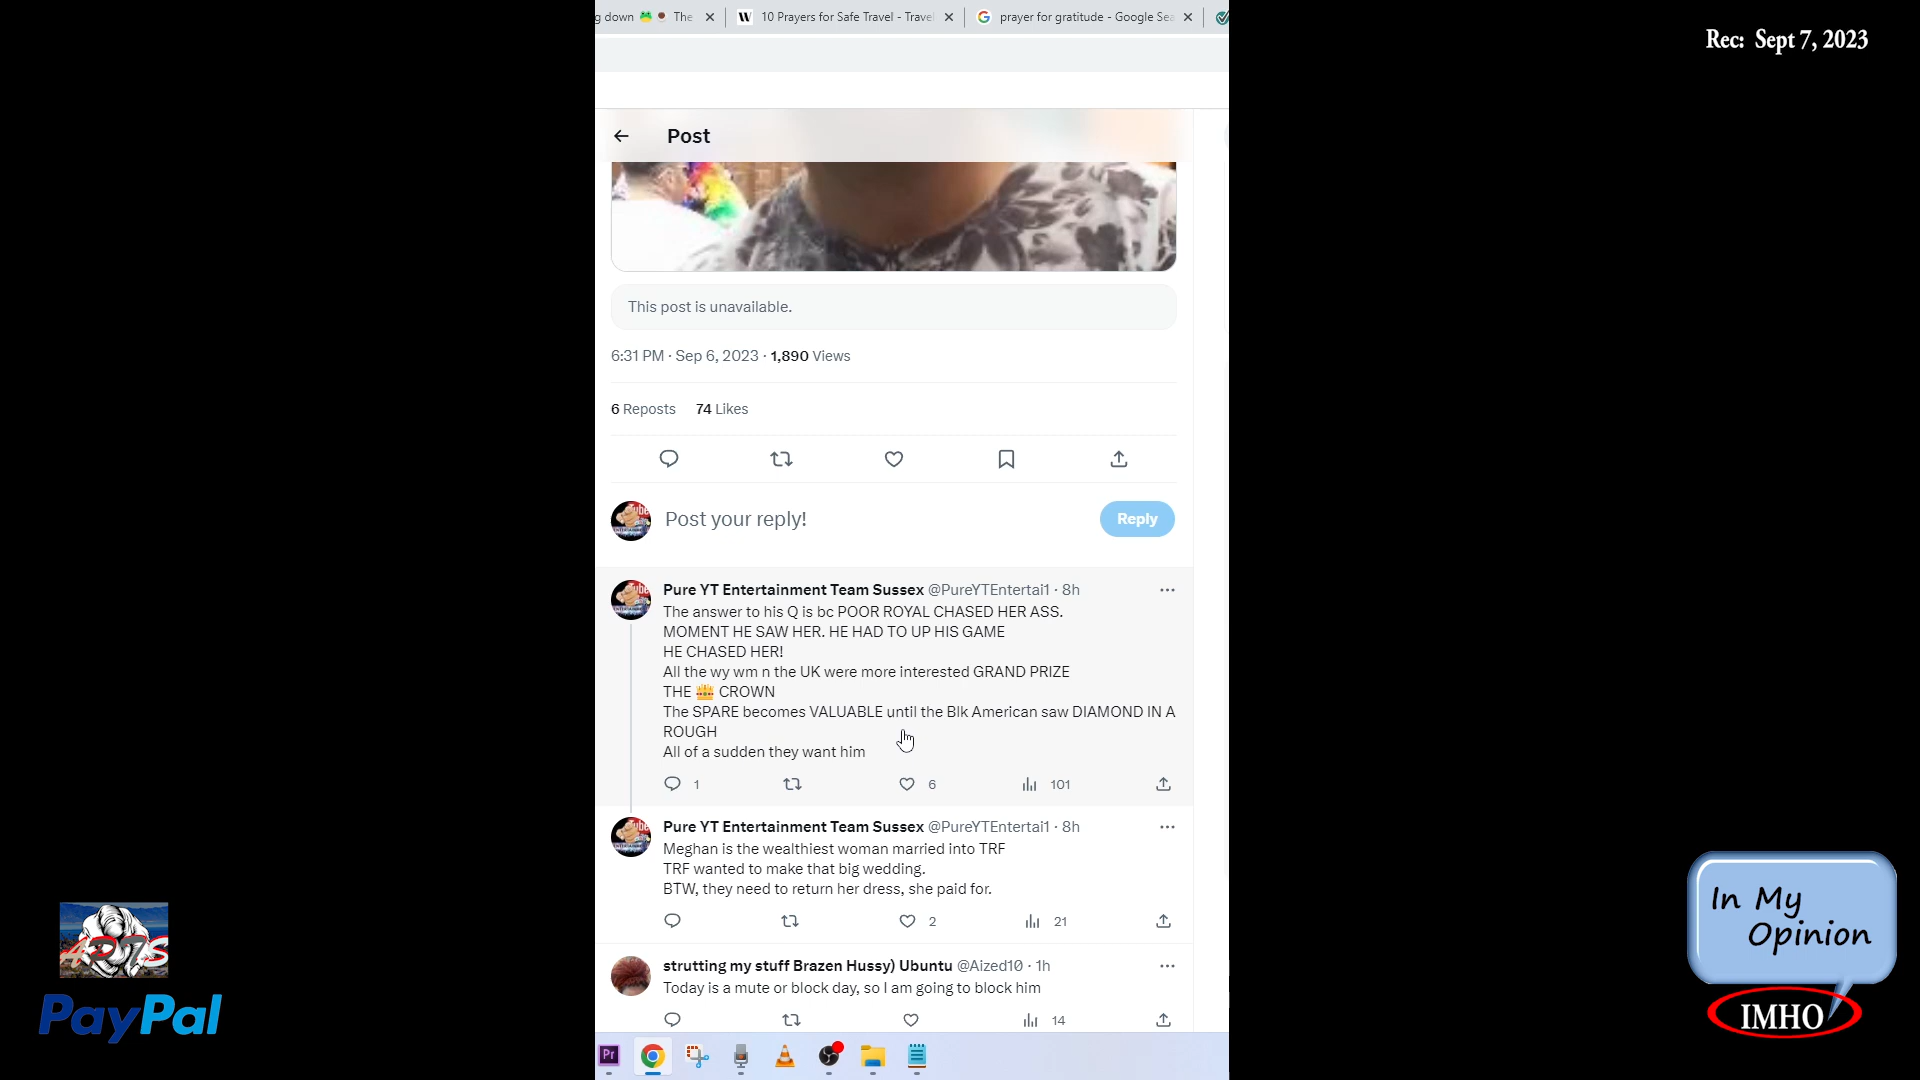 g down 🐸 The
10 Prayers for Safe Travel - Travel
prayer for gratitude - Google Sea
Rec: Sept 7, 2023
Post
This post is unavailable.
6:31 PM · Sep 6, 2023 · 1,890 Views
6 Reposts 74 Likes
Post your reply!
Reply
Pure YT Entertainment Team Sussex @PureYTEntertai1 · 8h
The answer to his Q is bc POOR ROYAL CHASED HER ASS.
MOMENT HE SAW HER. HE HAD TO UP HIS GAME
HE CHASED HER!
All the wy wm n the UK were more interested GRAND PRIZE
THE 👑 CROWN
The SPARE becomes VALUABLE until the Blk American saw DIAMOND IN A
ROUGH
All of a sudden they want him
1 6 101
Pure YT Entertainment Team Sussex @PureYTEntertai1 · 8h
Meghan is the wealthiest woman married into TRF
TRF wanted to make that big wedding.
BTW, they need to return her dress, she paid for.
2 21
strutting my stuff Brazen Hussy) Ubuntu @Aized10 · 1h
Today is a mute or block day, so I am going to block him
14
Pr
PayPal
In My
Opinion
IMHO